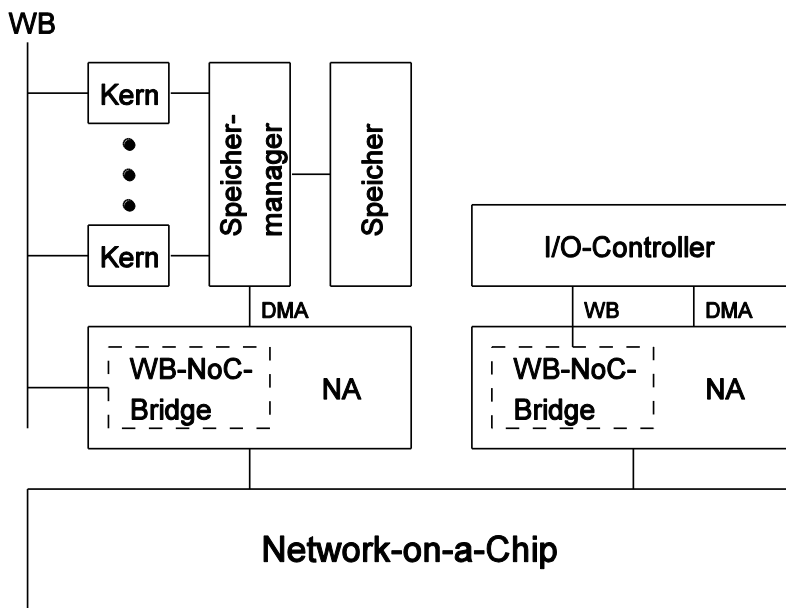 WB
Kern
Kern
Speicher-
manager
Speicher
I/O-Controller
DMA
WB
DMA
WB-NoC-
Bridge
NA
WB-NoC-
Bridge
NA
Network-on-a-Chip